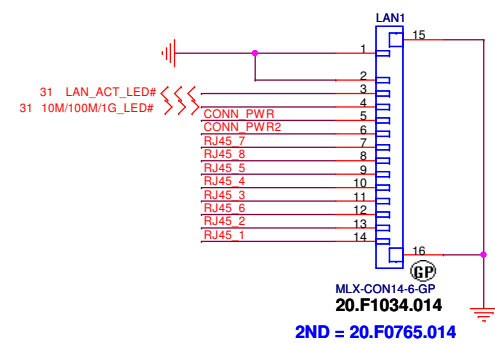 LAN1
15
1
2
31 LAN_ACT_LED# 3
31 10M/100M/1G_LED# 4
CONN_PWR 5
CONN_PWR2 6
RJ45_7 7
RJ45_8 8
RJ45_5 9
RJ45_4 10
RJ45_3 11
RJ45_6 12
RJ45_2 13
RJ45_1 14
16
GP
MLX-CON14-6-GP
20.F1034.014
2ND = 20.F0765.014